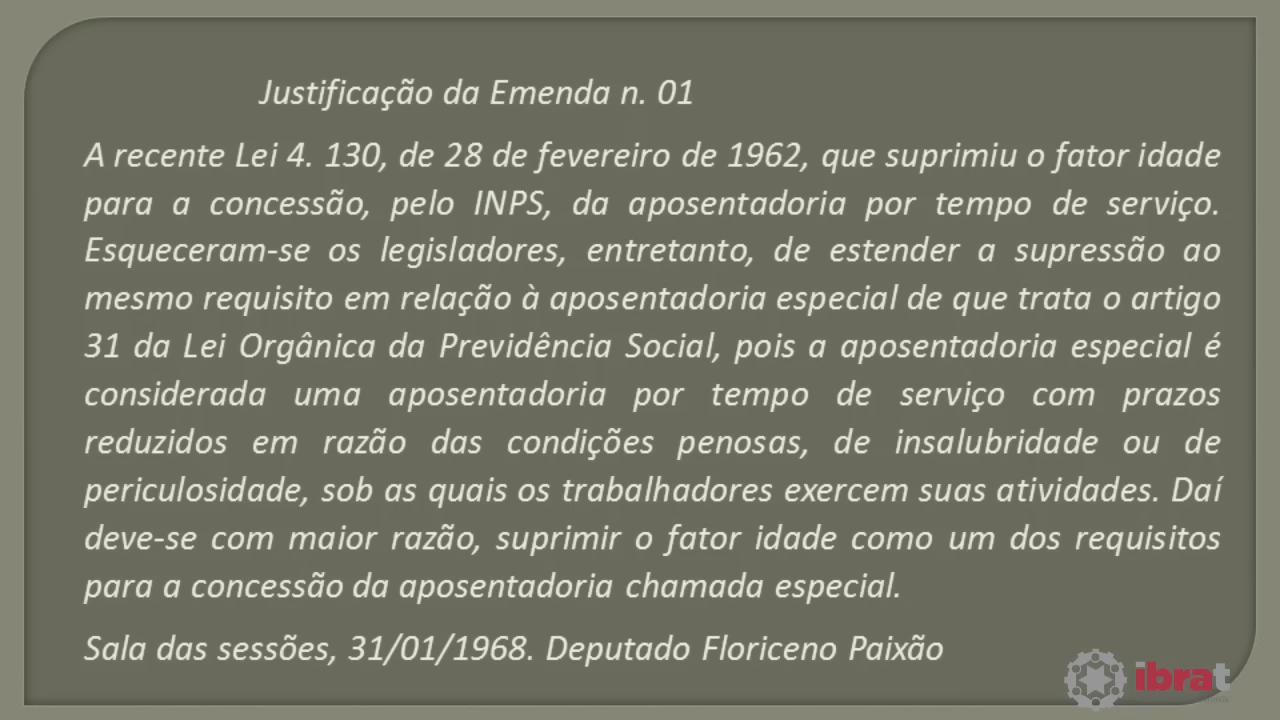 Justificação da Emenda n. 01
A recente Lei 4. 130, de 28 de fevereiro de 1962, que suprimiu o fator idade
para a concessão, pelo INPS, da aposentadoria por tempo de serviço.
Esqueceram-se os legisladores, entretanto, de estender a supressão ao
mesmo requisito em relação à aposentadoria especial de que trata o artigo
31 da Lei Orgânica da Previdência Social, pois a aposentadoria especial é
considerada uma aposentadoria por tempo de serviço com prazos
reduzidos em razão das condições penosas, de insalubridade ou de
periculosidade, sob as quais os trabalhadores exercem suas atividades. Daí
deve-se com maior razão, suprimir o fator idade como um dos requisitos
para a concessão da aposentadoria chamada especial.
Sala das sessões, 31/01/1968. Deputado Floriceno Paixão
ibrat